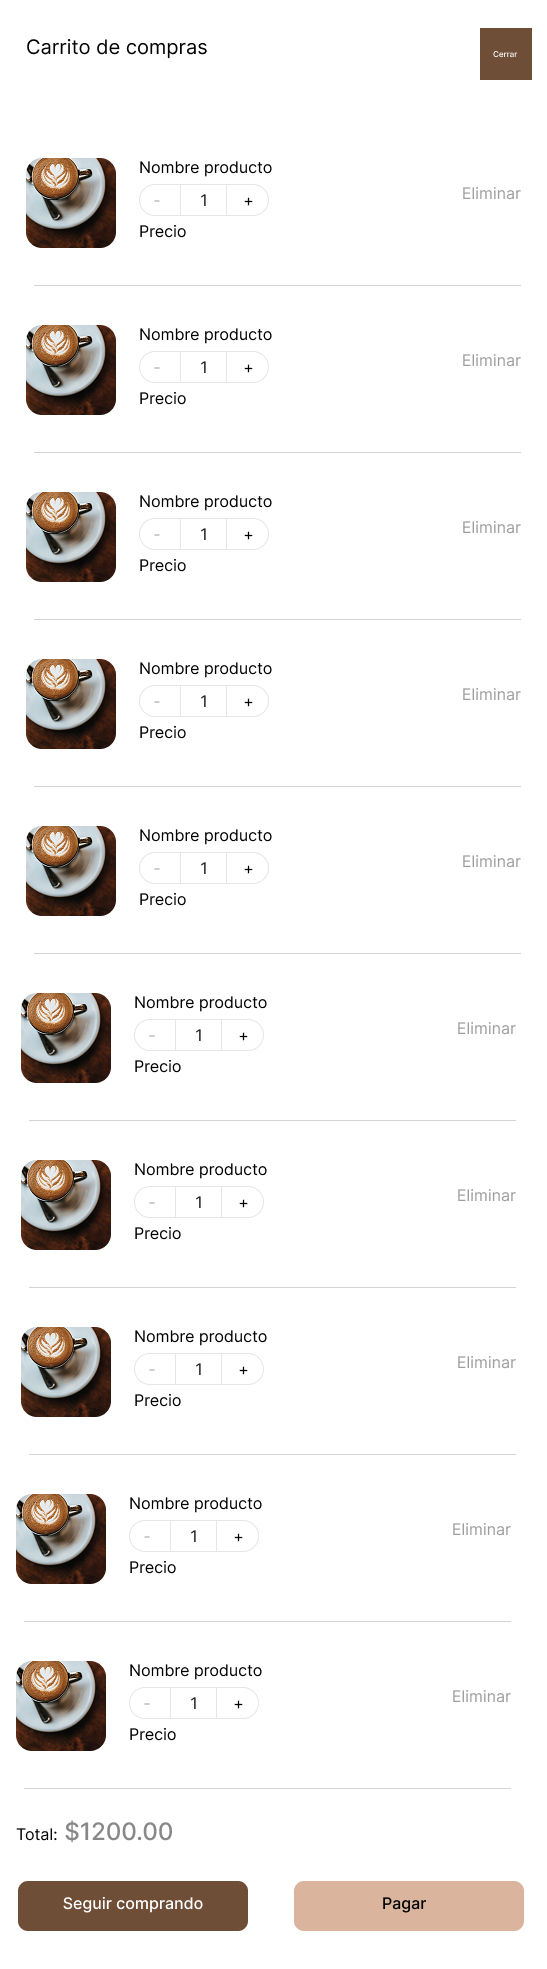 Carrito de compras
Cerrar
Nombre producto
- 1 +
Eliminar
Precio
Nombre producto
- 1 +
Eliminar
Precio
Nombre producto
- 1 +
Eliminar
Precio
Nombre producto
- 1 +
Eliminar
Precio
Nombre producto
- 1 +
Eliminar
Precio
Nombre producto
- 1 +
Eliminar
Precio
Nombre producto
- 1 +
Eliminar
Precio
Nombre producto
- 1 +
Eliminar
Precio
Nombre producto
- 1 +
Eliminar
Precio
Nombre producto
- 1 +
Eliminar
Precio
Total: $1200.00
Seguir comprando
Pagar